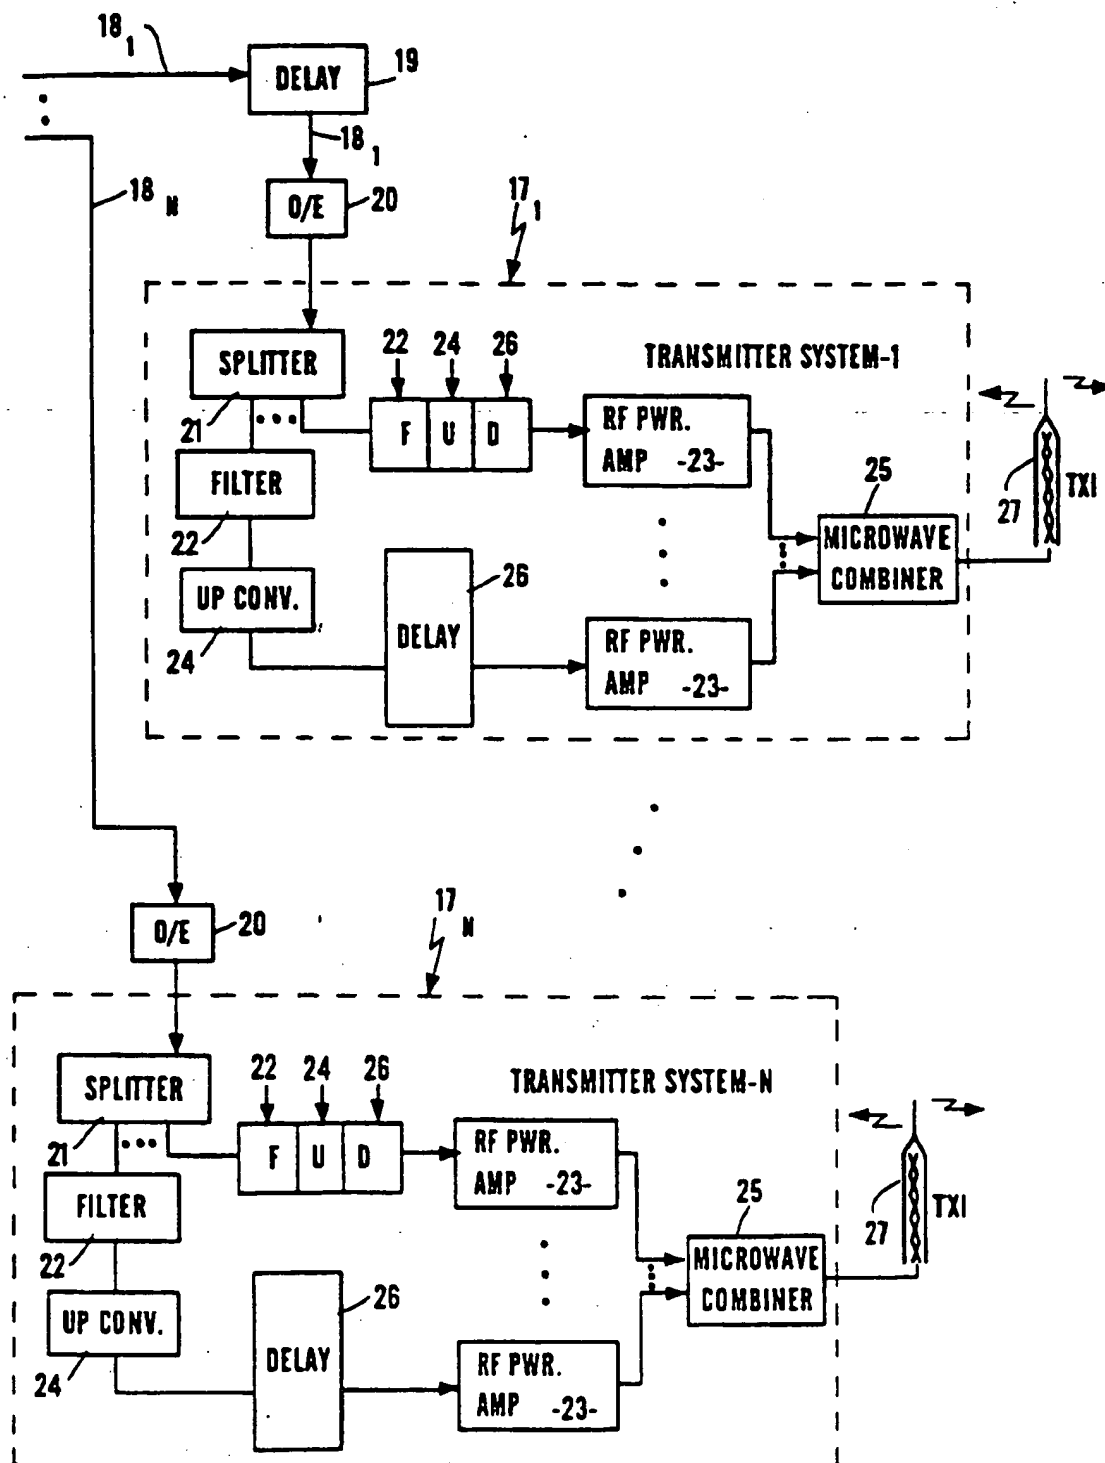 18 1
DELAY
19
18 1
18 N
O/E
20
17 1
SPLITTER
22 24 26
TRANSMITTER SYSTEM-1
21
F U D
RF PWR.
AMP -23-
27
TX1
FILTER
25
22
MICROWAVE
COMBINER
UP CONV.
26
24
DELAY
RF PWR.
AMP -23-
O/E
20
17 N
SPLITTER
22 24 26
TRANSMITTER SYSTEM-N
21
F U D
RF PWR.
AMP -23-
27
TX1
FILTER
25
22
MICROWAVE
COMBINER
UP CONV.
26
24
DELAY
RF PWR.
AMP -23-